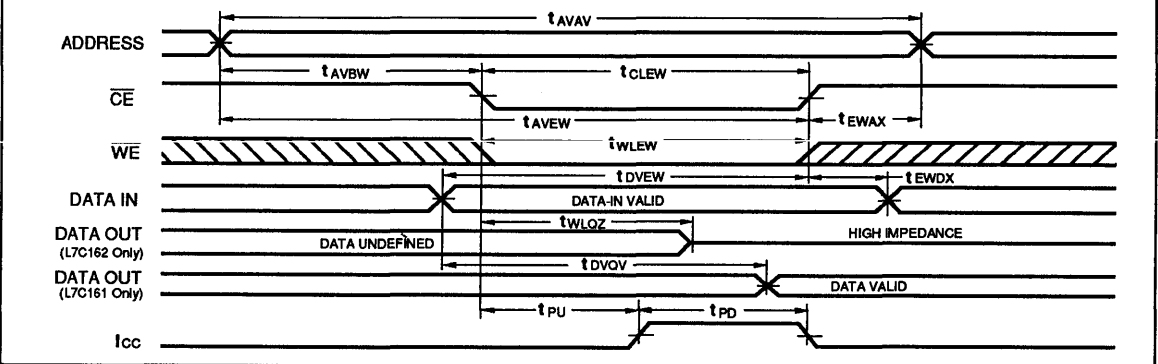 tAVAV
ADDRESS
tAVBW
tCLEW
CE
tAVEW
tEWAX
WE
tWLEW
tDVEW
tEWDX
DATA IN
DATA-IN VALID
tWLQZ
DATA OUT
(L7C162 Only)
DATA UNDEFINED
HIGH IMPEDANCE
tDVQV
DATA OUT
(L7C161 Only)
DATA VALID
tPU
tPD
ICC